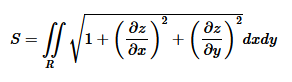 S = ∬_R √(1 + (∂z/∂x)² + (∂z/∂y)²) dxdy